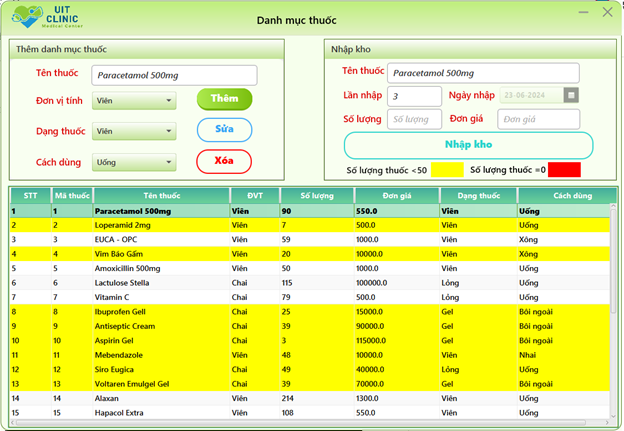 UIT
CLINIC
Medical Center
Danh mục thuốc
Thêm danh mục thuốc
Tên thuốc Paracetamol 500mg
Đơn vị tính Viên Thêm
Dạng thuốc Viên Sửa
Cách dùng Uống Xóa
Nhập kho
Tên thuốc Paracetamol 500mg
Lần nhập 3 Ngày nhập 23-06-2024
Số lượng Số lượng Đơn giá Đơn giá
Nhập kho
Số lượng thuốc <50 Số lượng thuốc =0
STT Mã thuốc Tên thuốc ĐVT Số lượng Đơn giá Dạng thuốc Cách dùng
1 1 Paracetamol 500mg Viên 90 550.0 Viên Uống
2 2 Loperamid 2mg Viên 7 500.0 Viên Uống
3 3 EUCA - OPC Viên 59 1000.0 Viên Xông
4 4 Vim Bảo Gấm Viên 20 10000.0 Viên Xông
5 5 Amoxicillin 500mg Viên 50 1000.0 Viên Uống
6 6 Lactulose Stella Chai 115 100000.0 Lỏng Uống
7 7 Vitamin C Chai 79 500.0 Lỏng Uống
8 8 Ibuprofen Gell Chai 25 15000.0 Gel Bôi ngoài
9 9 Antiseptic Cream Chai 39 90000.0 Gel Bôi ngoài
10 10 Aspirin Gel Chai 3 115000.0 Gel Bôi ngoài
11 11 Mebendazole Viên 48 10000.0 Viên Nhai
12 12 Siro Eugica Chai 49 40000.0 Lỏng Uống
13 13 Voltaren Emulgel Gel Chai 39 70000.0 Gel Bôi ngoài
14 14 Alaxan Viên 214 1300.0 Viên Uống
15 15 Hapacol Extra Viên 108 550.0 Viên Uống